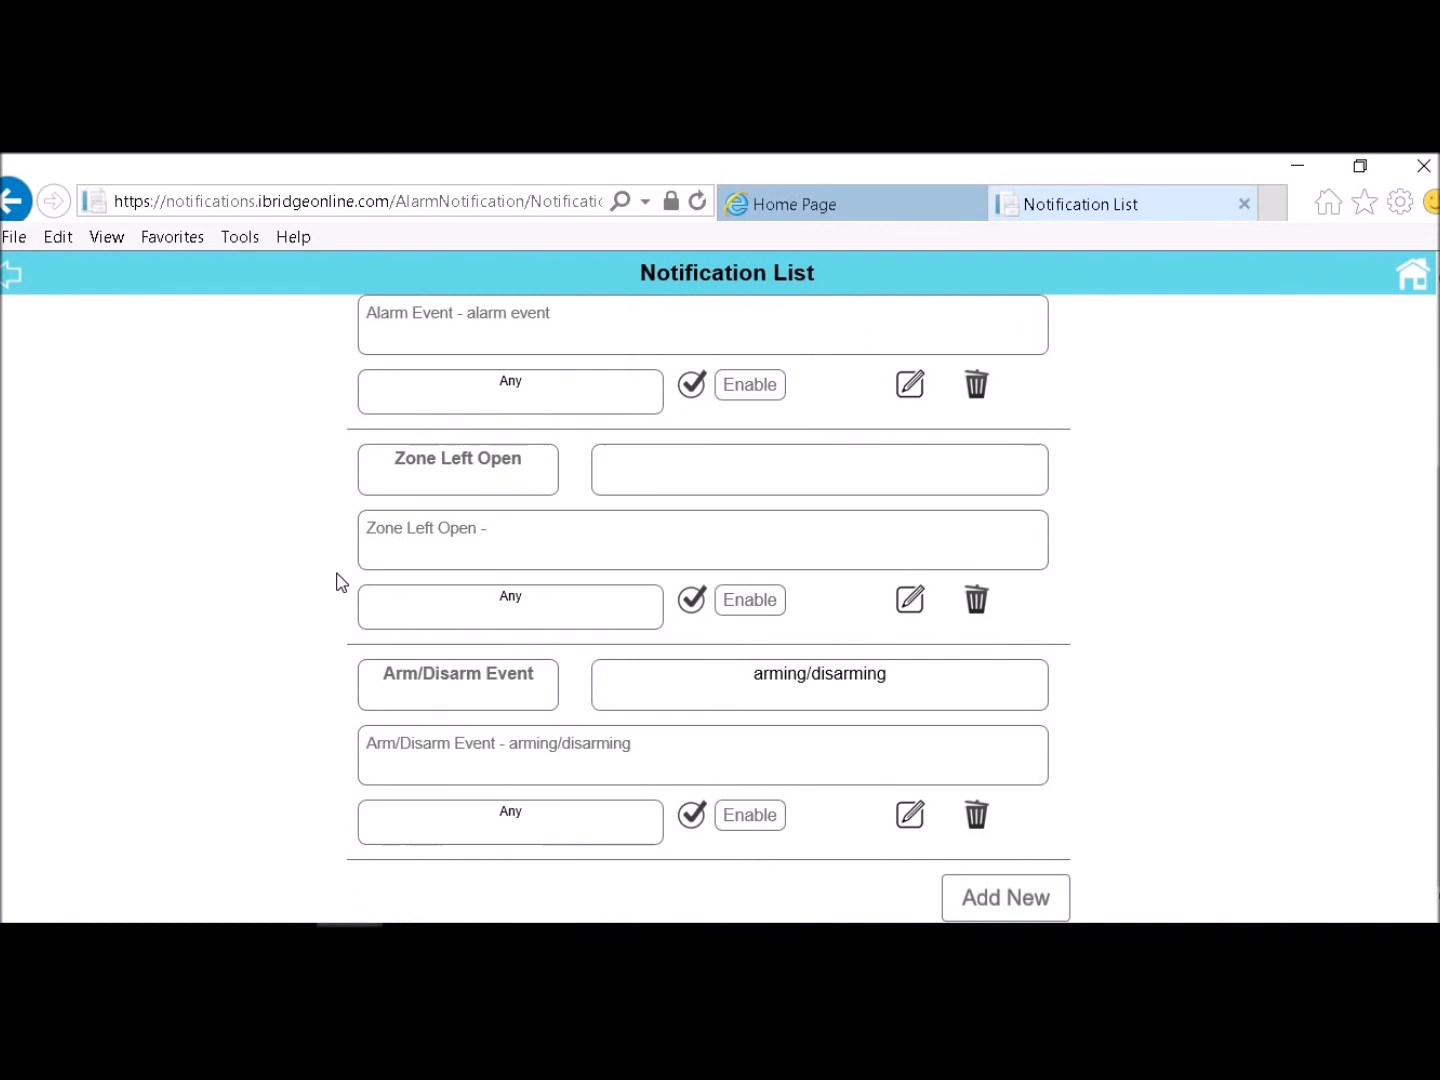 https://notifications.ibridgeonline.com/AlarmNotification/Notificatic
Home Page
Notification List
File Edit View Favorites Tools Help
Notification List
Alarm Event - alarm event
Any
Enable
Zone Left Open
Zone Left Open -
Any
Enable
Arm/Disarm Event
arming/disarming
Arm/Disarm Event - arming/disarming
Any
Enable
Add New